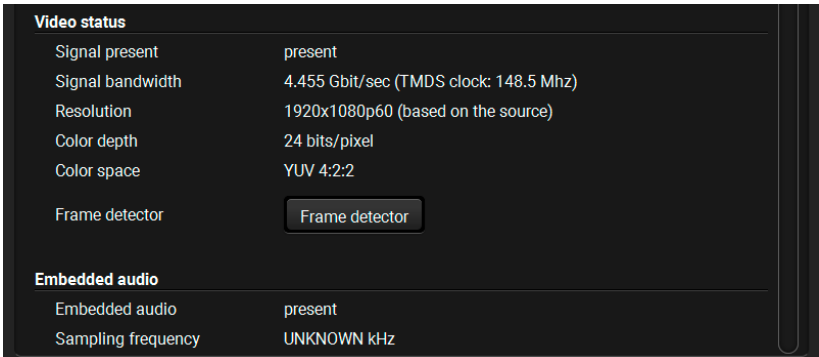 Video status
Signal present present
Signal bandwidth 4.455 Gbit/sec (TMDS clock: 148.5 Mhz)
Resolution 1920x1080p60 (based on the source)
Color depth 24 bits/pixel
Color space YUV 4:2:2
Frame detector Frame detector
Embedded audio
Embedded audio present
Sampling frequency UNKNOWN kHz